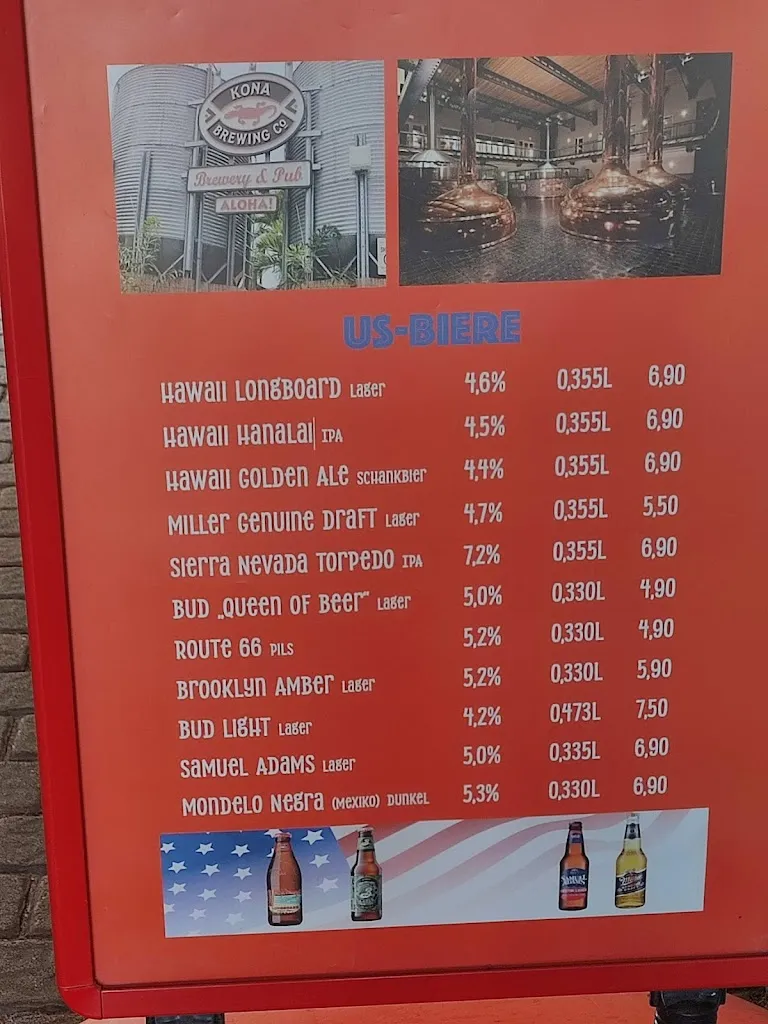 KONA
BREWING CO
Brewery & Pub
ALOHA!
US-BIERE
HAWAII LONGBOARD LAGER 4,6% 0,355L 6,90
HAWAII HANALAI IPA 4,5% 0,355L 6,90
HAWAII GOLDEN ALE SCHANKBIER 4,4% 0,355L 6,90
MILLER GENUINE DRAFT LAGER 4,7% 0,355L 5,50
SIERRA NEVADA TORPEDO IPA 7,2% 0,355L 6,90
BUD „QUEEN OF BEER" LAGER 5,0% 0,330L 4,90
ROUTE 66 PILS 5,2% 0,330L 4,90
BROOKLYN AMBER LAGER 5,2% 0,330L 5,90
BUD LIGHT LAGER 4,2% 0,473L 7,50
SAMUEL ADAMS LAGER 5,0% 0,335L 6,90
MONDELO NEGRA (MEXIKO) DUNKEL 5,3% 0,330L 6,90
SAMUEL ADAMS